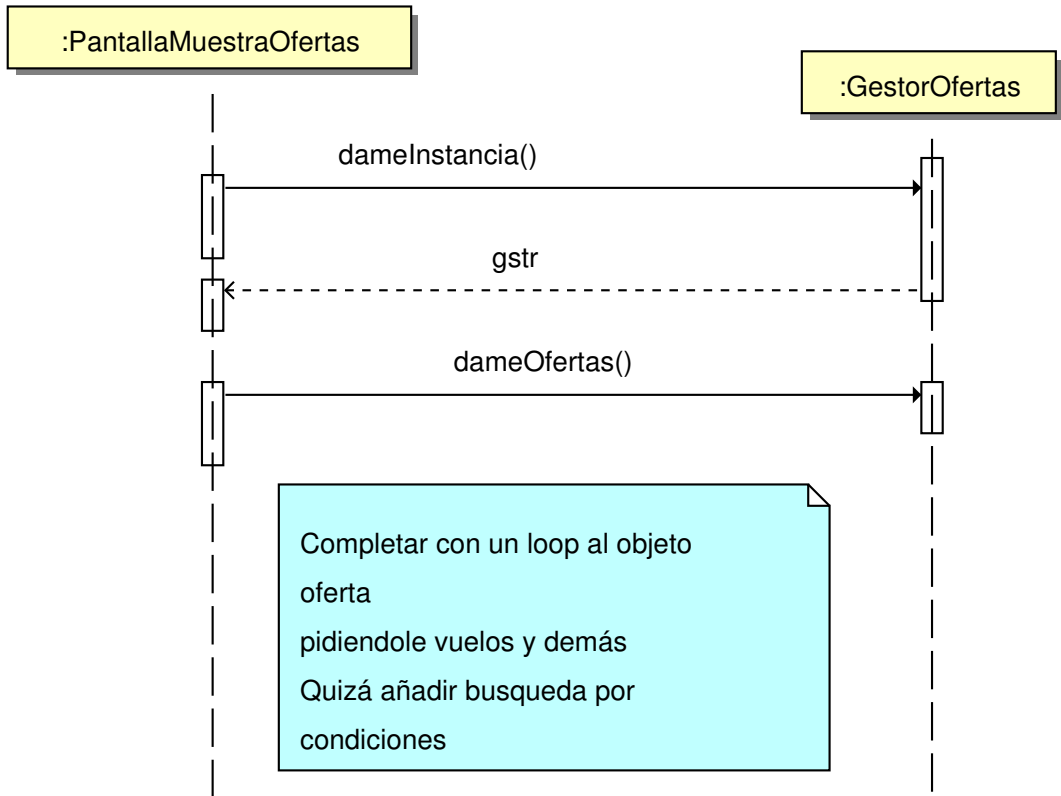 :PantallaMuestraOfertas
:GestorOfertas
dameInstancia()
gstr
dameOfertas()
Completar con un loop al objeto
oferta
pidiendole vuelos y demás
Quizá añadir busqueda por
condiciones